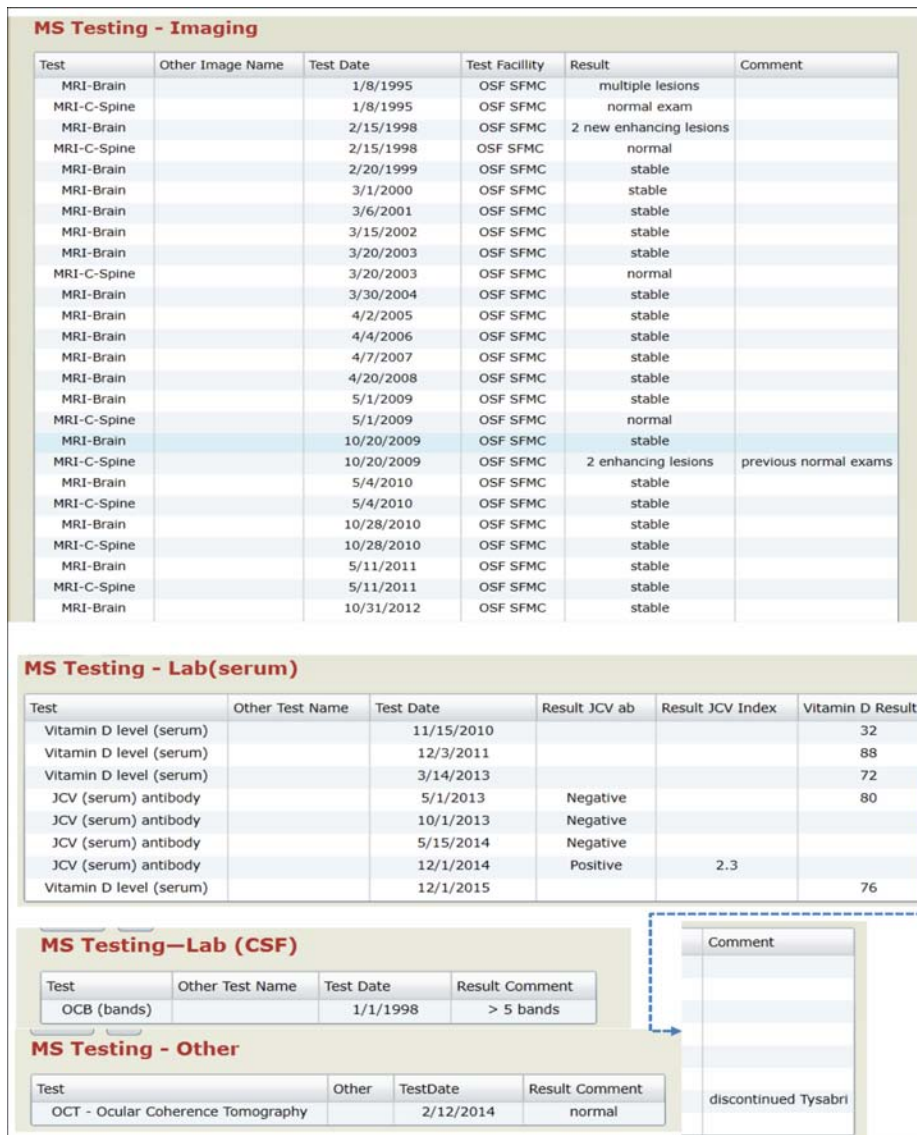 MS Testing - Imaging
Test Other Image Name Test Date Test Facillity Result Comment
MRI-Brain 1/8/1995 OSF SFMC multiple lesions
MRI-C-Spine 1/8/1995 OSF SFMC normal exam
MRI-Brain 2/15/1998 OSF SFMC 2 new enhancing lesions
MRI-C-Spine 2/15/1998 OSF SFMC normal
MRI-Brain 2/20/1999 OSF SFMC stable
MRI-Brain 3/1/2000 OSF SFMC stable
MRI-Brain 3/6/2001 OSF SFMC stable
MRI-Brain 3/15/2002 OSF SFMC stable
MRI-Brain 3/20/2003 OSF SFMC stable
MRI-C-Spine 3/20/2003 OSF SFMC normal
MRI-Brain 3/30/2004 OSF SFMC stable
MRI-Brain 4/2/2005 OSF SFMC stable
MRI-Brain 4/4/2006 OSF SFMC stable
MRI-Brain 4/7/2007 OSF SFMC stable
MRI-Brain 4/20/2008 OSF SFMC stable
MRI-Brain 5/1/2009 OSF SFMC stable
MRI-C-Spine 5/1/2009 OSF SFMC normal
MRI-Brain 10/20/2009 OSF SFMC stable
MRI-C-Spine 10/20/2009 OSF SFMC 2 enhancing lesions previous normal exams
MRI-Brain 5/4/2010 OSF SFMC stable
MRI-C-Spine 5/4/2010 OSF SFMC stable
MRI-Brain 10/28/2010 OSF SFMC stable
MRI-C-Spine 10/28/2010 OSF SFMC stable
MRI-Brain 5/11/2011 OSF SFMC stable
MRI-C-Spine 5/11/2011 OSF SFMC stable
MRI-Brain 10/31/2012 OSF SFMC stable
MS Testing - Lab(serum)
Test Other Test Name Test Date Result JCV ab Result JCV Index Vitamin D Result
Vitamin D level (serum) 11/15/2010 32
Vitamin D level (serum) 12/3/2011 88
Vitamin D level (serum) 3/14/2013 72
JCV (serum) antibody 5/1/2013 Negative 80
JCV (serum) antibody 10/1/2013 Negative
JCV (serum) antibody 5/15/2014 Negative
JCV (serum) antibody 12/1/2014 Positive 2.3
Vitamin D level (serum) 12/1/2015 76
MS Testing—Lab (CSF)
Test Other Test Name Test Date Result Comment
OCB (bands) 1/1/1998 > 5 bands
MS Testing - Other
Test Other TestDate Result Comment
OCT - Ocular Coherence Tomography 2/12/2014 normal
Comment
discontinued Tysabri